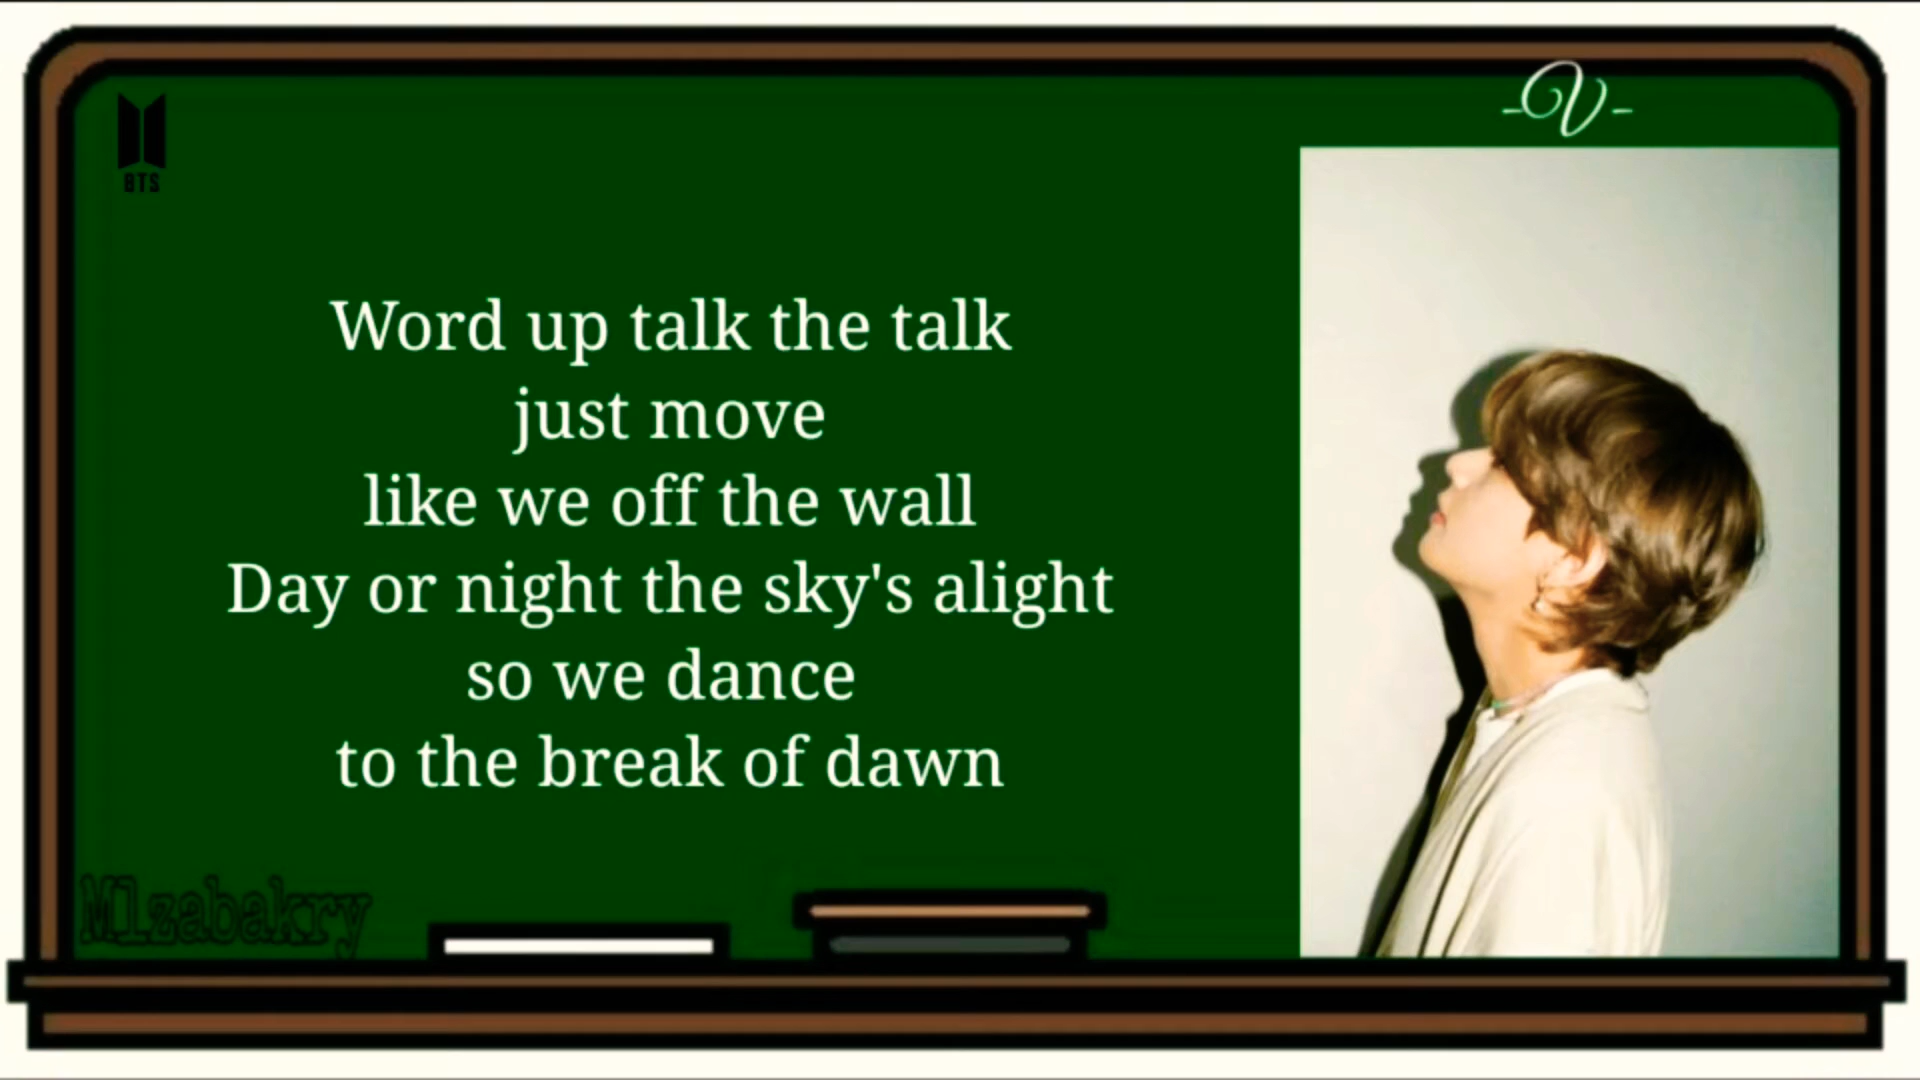 -V-
BTS
Word up talk the talk
just move
like we off the wall
Day or night the sky's alight
so we dance
to the break of dawn
M1zabakry